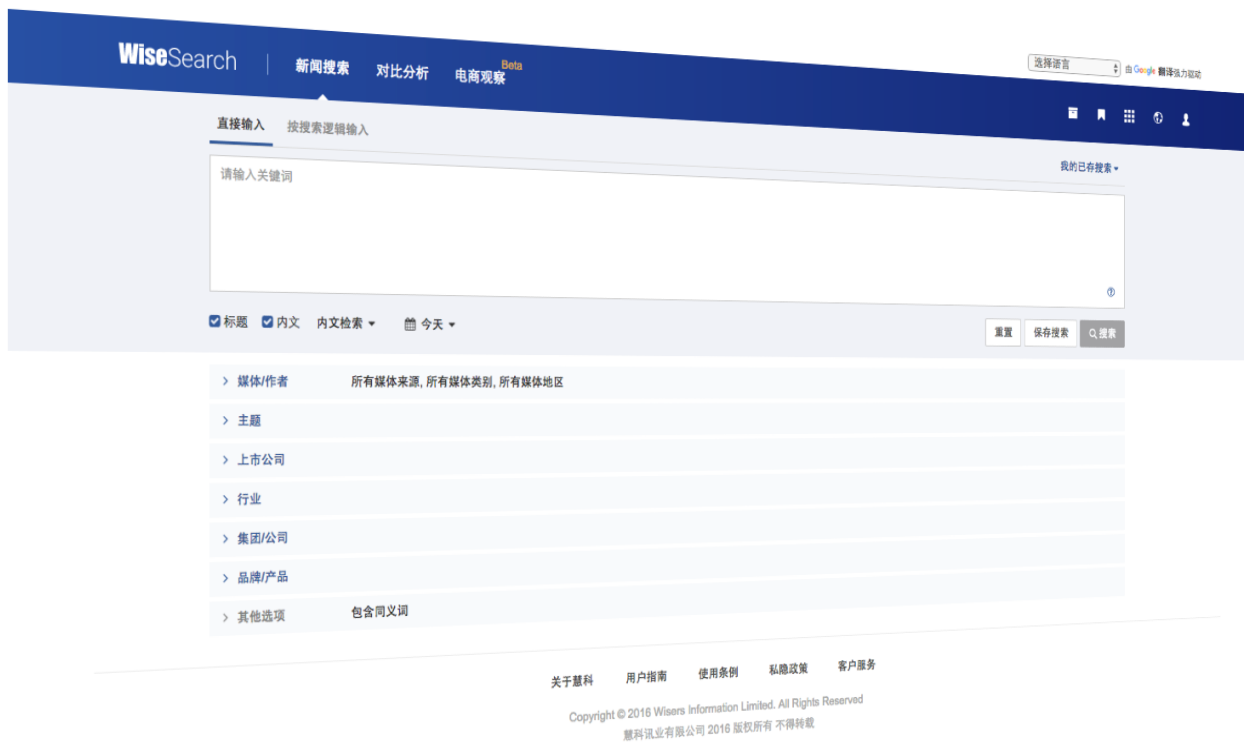 选择语言 由 Google 翻译强力驱动
WiseSearch 新闻搜索 对比分析 电商观察 Beta
直接输入 按搜索逻辑输入
我的已存搜索
请输入关键词
标题 内文 内文检索 今天
重置 保存搜索 搜索
媒体/作者 所有媒体来源, 所有媒体类别, 所有媒体地区
主题
上市公司
行业
集团/公司
品牌/产品
其他选项 包含同义词
关于慧科 用户指南 使用条例 私隐政策 客户服务
Copyright © 2016 Wisers Information Limited. All Rights Reserved
慧科讯业有限公司 2016 版权所有 不得转载